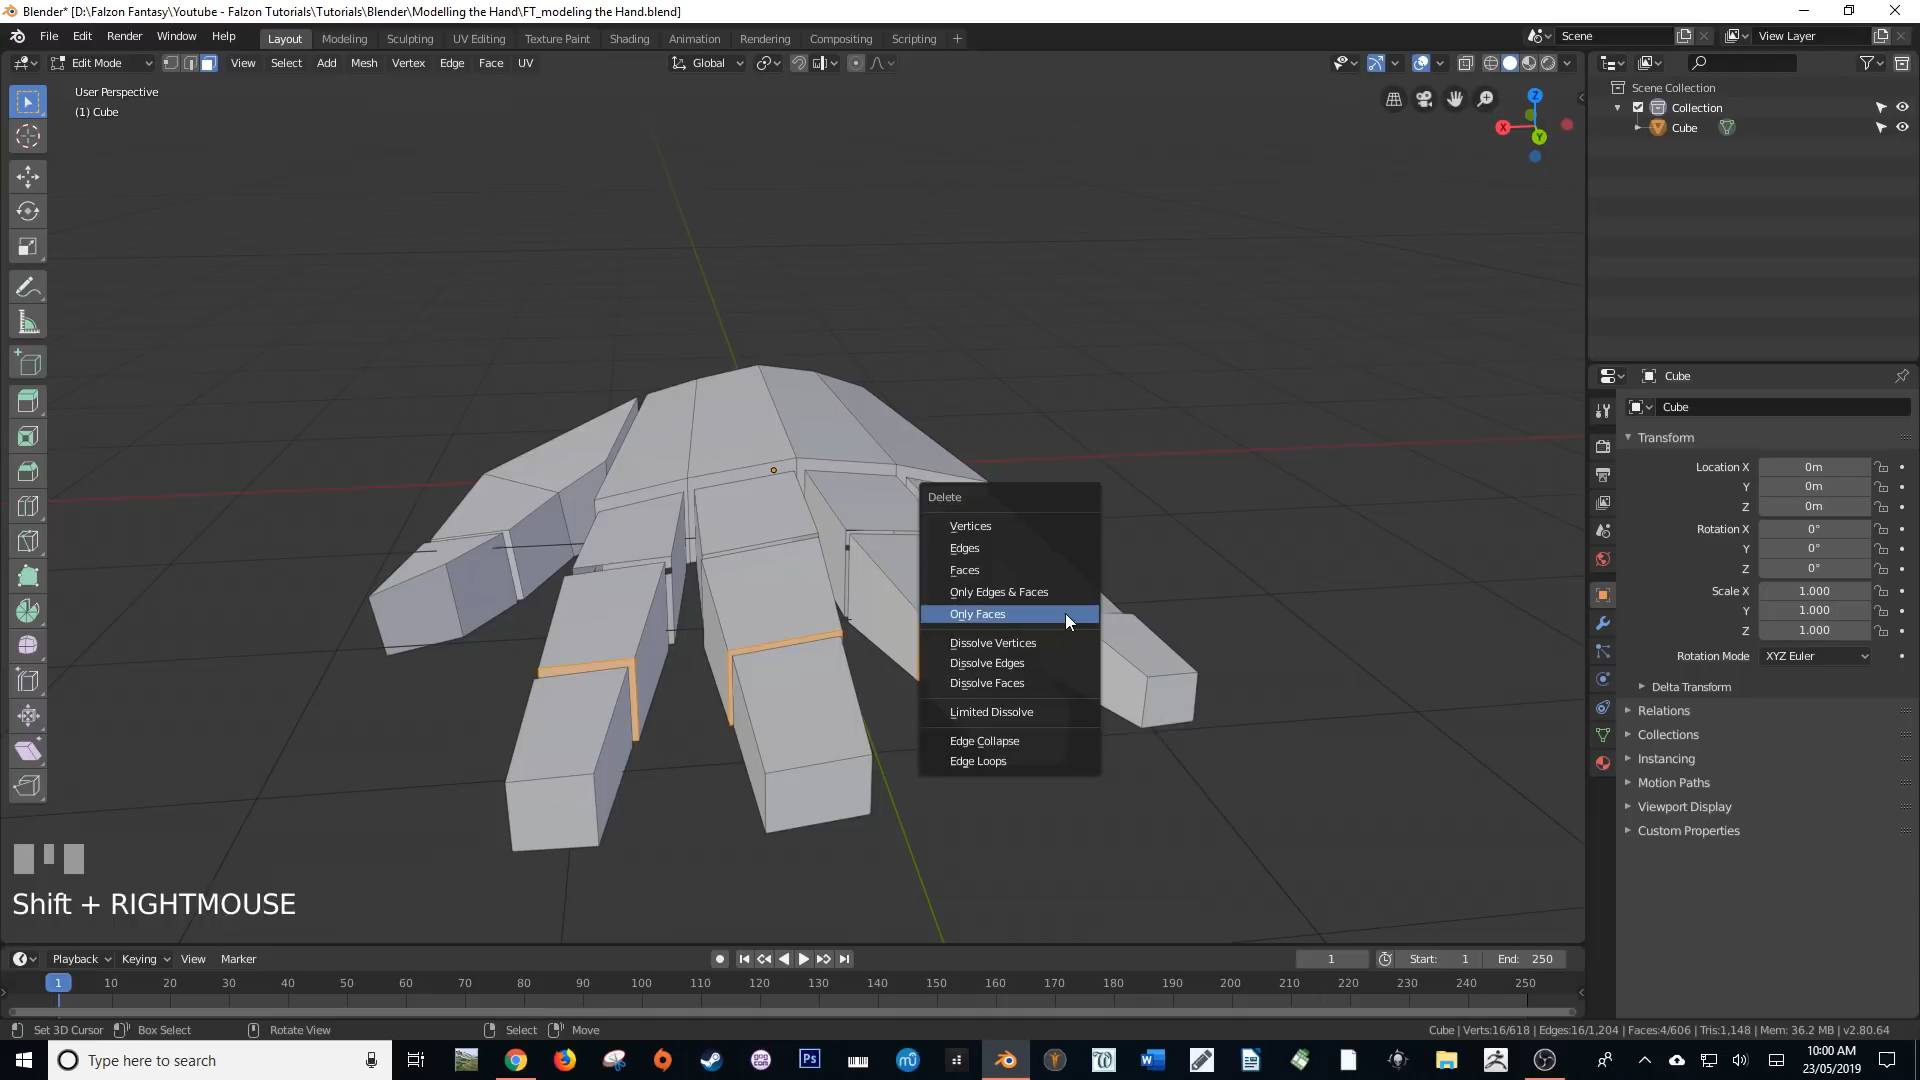 Blender* [D:\Falzon Fantasy\Youtube - Falzon Tutorials\Tutorials\Blender\Modelling the Hand\FT_modeling the Hand.blend]
File Edit Render Window Help Layout Modeling Sculpting UV Editing Texture Paint Shading Animation Rendering Compositing Scripting + Scene View Layer
Edit Mode View Select Add Mesh Vertex Edge Face UV Global
User Perspective
(1) Cube
Z
X
Y
Scene Collection
Collection
Cube
Cube
Cube
Transform
Location X 0m
Y 0m
Z 0m
Rotation X 0°
Y 0°
Z 0°
Scale X 1.000
Y 1.000
Z 1.000
Rotation Mode XYZ Euler
Delta Transform
Relations
Collections
Instancing
Motion Paths
Viewport Display
Custom Properties
Delete
Vertices
Edges
Faces
Only Edges & Faces
Only Faces
Dissolve Vertices
Dissolve Edges
Dissolve Faces
Limited Dissolve
Edge Collapse
Edge Loops
Shift + RIGHTMOUSE
Playback Keying View Marker 1 Start: 1 End: 250
1 10 20 30 40 50 60 70 80 90 100 110 120 130 140 150 160 170 180 190 200 210 220 230 240 250
Set 3D Cursor Box Select Rotate View Select Move Cube | Verts:16/618 | Edges:16/1,204 | Faces:4/606 | Tris:1,148 | Mem: 36.2 MB | v2.80.64
Type here to search
Ps
gog.com
mu
W
10:00 AM
23/05/2019